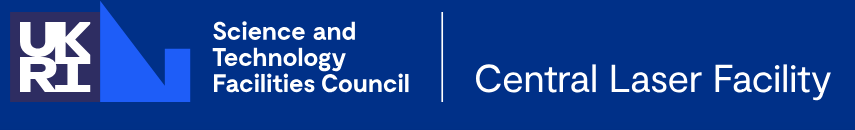 UK
RI
Science and
Technology
Facilities Council
Central Laser Facility